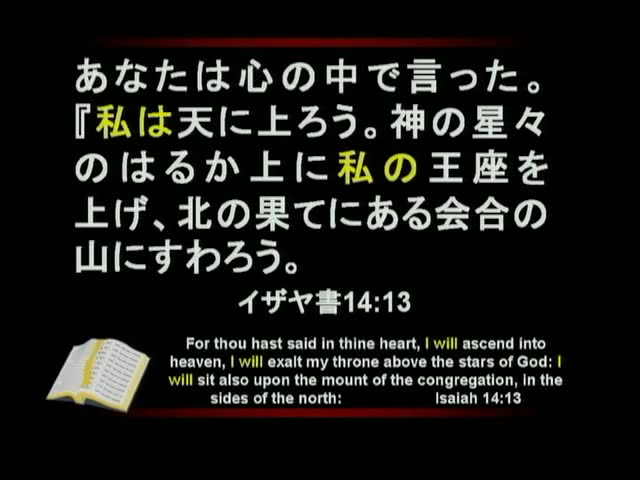 あなたは心の中で言った。
『私は天に上ろう。神の星々
のはるか上に私の王座を
上げ、北の果てにある会合の
山にすわろう。
イザヤ書14:13
For thou hast said in thine heart, I will ascend into
heaven, I will exalt my throne above the stars of God: I
will sit also upon the mount of the congregation, in the
sides of the north: Isaiah 14:13